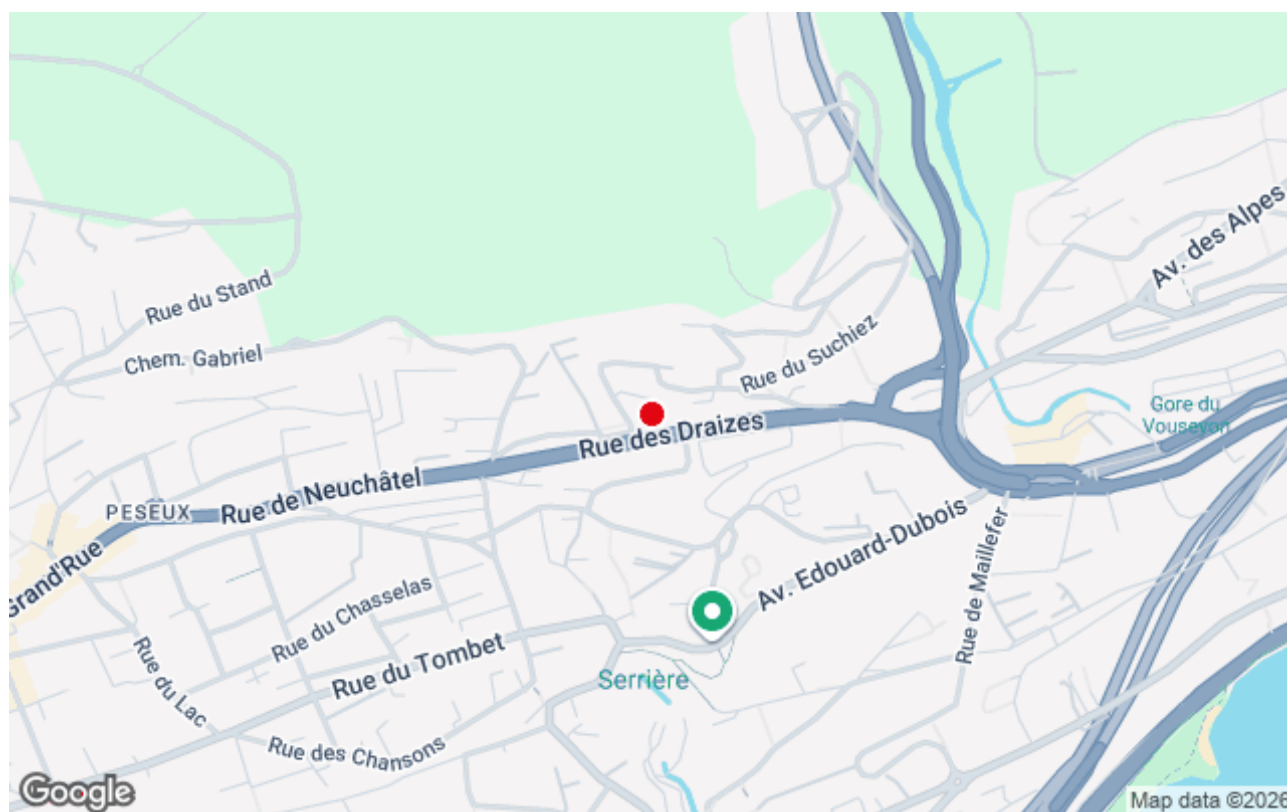 Av. des Alpes
Rue du Stand
Chem. Gabriel
Rue du Suchiez
Gore du
Vouseyon
Rue des Draizes
Rue de Neuchâtel
PESEUX
Grand'Rue
Av. Edouard-Dubois
Rue de Maillefer
Rue du Chasselas
Rue du Tombet
Serrière
Rue du Lac
Rue des Chansons
Google
Map data ©2026